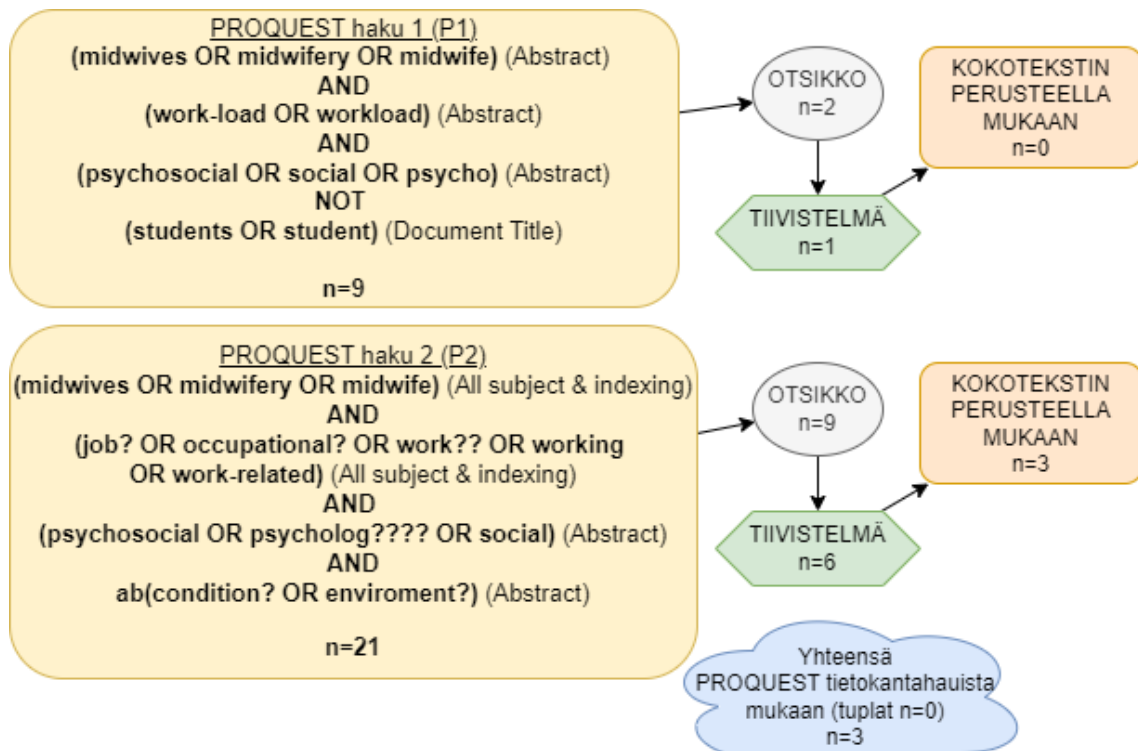 PROQUEST haku 1 (P1)
(midwives OR midwifery OR midwife) (Abstract)
AND
(work-load OR workload) (Abstract)
AND
(psychosocial OR social OR psycho) (Abstract)
NOT
(students OR student) (Document Title)
n=9
OTSIKKO
n=2
TIIVISTELMÄ
n=1
KOKOTEKSTIN
PERUSTEELLA
MUKAAN
n=0
PROQUEST haku 2 (P2)
(midwives OR midwifery OR midwife) (All subject & indexing)
AND
(job? OR occupational? OR work?? OR working
OR work-related) (All subject & indexing)
AND
(psychosocial OR psycholog???? OR social) (Abstract)
AND
ab(condition? OR enviroment?) (Abstract)
n=21
OTSIKKO
n=9
TIIVISTELMÄ
n=6
KOKOTEKSTIN
PERUSTEELLA
MUKAAN
n=3
Yhteensä
PROQUEST tietokantahauista
mukaan (tuplat n=0)
n=3